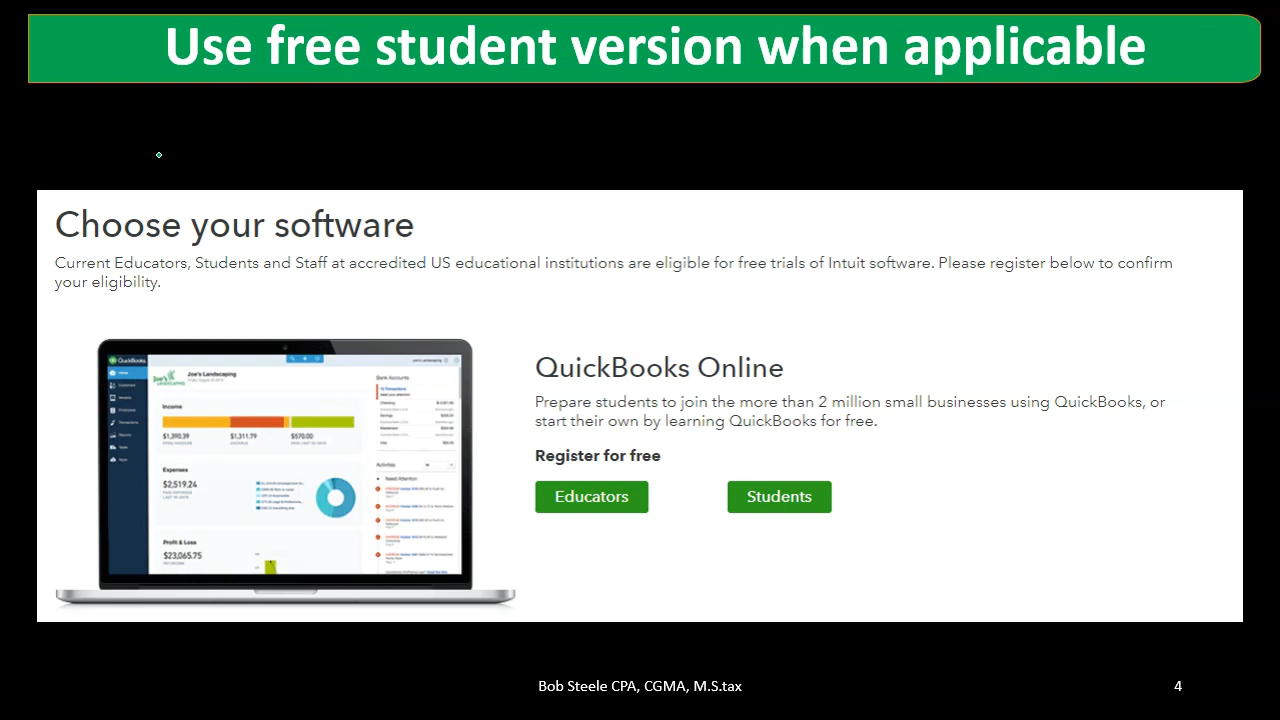 Use free student version when applicable
Choose your software
Current Educators, Students and Staff at accredited US educational institutions are eligible for free trials of Intuit software. Please register below to confirm
your eligibility.
QuickBooks
Joe's Landscaping
Income
$1,390.39
$1,311.79
$570.00
Expenses
$2,519.24
Profit & Loss
$23,065.75
Bank Accounts
Activities
Need Attention
QuickBooks Online
Prepare students to join the more than 2 million small businesses using QuickBooks, or
start their own by learning QuickBooks for free.
Register for free
Educators
Students
Bob Steele CPA, CGMA, M.S.tax
4